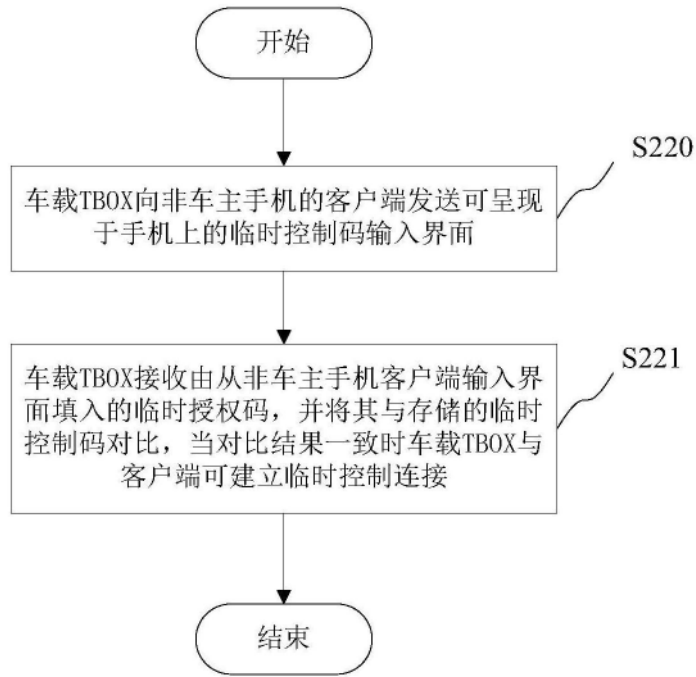 开始
S220
车载TBOX向非车主手机的客户端发送可呈现
于手机上的临时控制码输入界面
S221
车载TBOX接收由从非车主手机客户端输入界
面填入的临时授权码，并将其与存储的临时
控制码对比，当对比结果一致时车载TBOX与
客户端可建立临时控制连接
结束